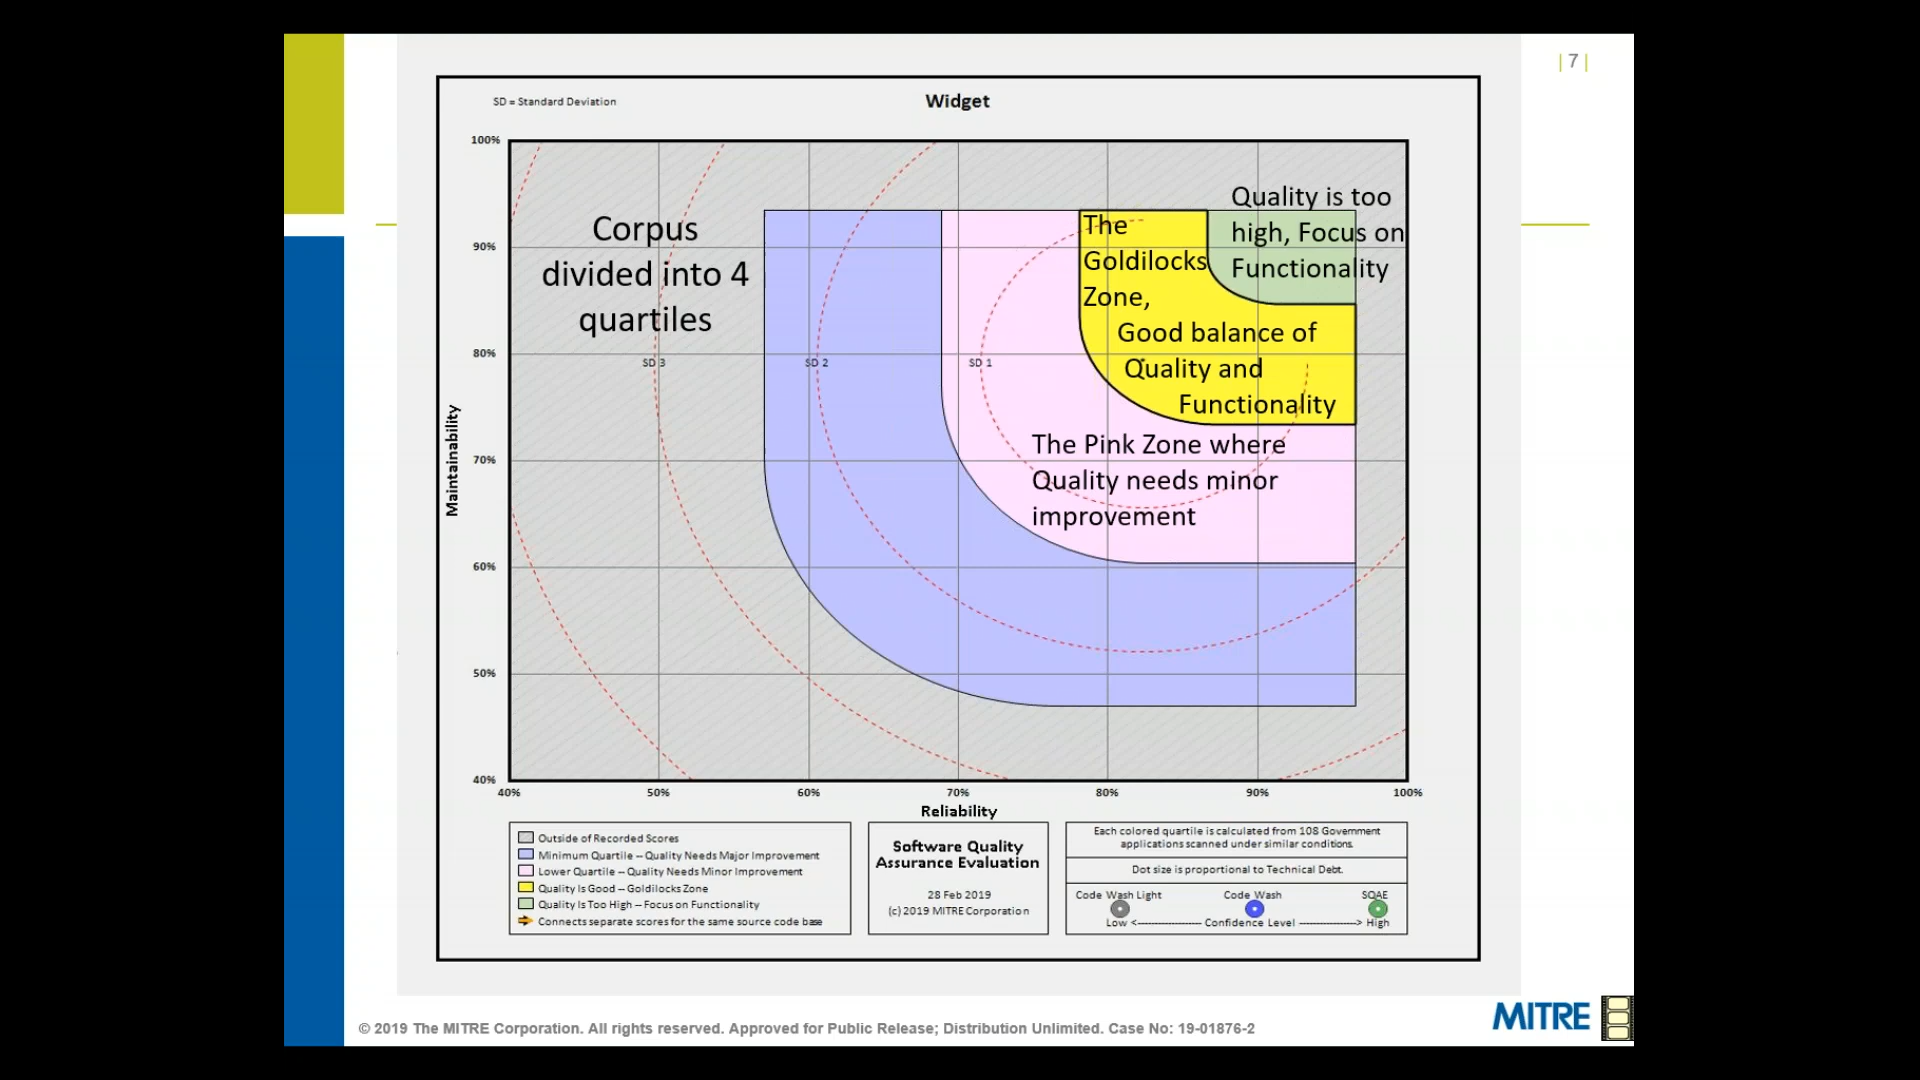 | 7 |
SD = Standard Deviation
Widget
100%
90%
80%
70%
60%
50%
40%
Maintainability
Corpus
divided into 4
quartiles
Quality is too
high, Focus on
Functionality
The
Goldilocks
Zone,
Good balance of
Quality and
Functionality
SD 3
SD 2
SD 1
The Pink Zone where
Quality needs minor
improvement
40%
50%
60%
70%
80%
90%
100%
Reliability
Outside of Recorded Scores
Minimum Quartile -- Quality Needs Major Improvement
Lower Quartile -- Quality Needs Minor Improvement
Quality Is Good -- Goldilocks Zone
Quality Is Too High -- Focus on Functionality
Connects separate scores for the same source code base
Software Quality
Assurance Evaluation
28 Feb 2019
(c) 2019 MITRE Corporation
Each colored quartile is calculated from 108 Government
applications scanned under similar conditions.
Dot size is proportional to Technical Debt.
Code Wash Light Code Wash SQAE
Low <-------------------- Confidence Level --------------------> High
© 2019 The MITRE Corporation. All rights reserved. Approved for Public Release; Distribution Unlimited. Case No: 19-01876-2
MITRE